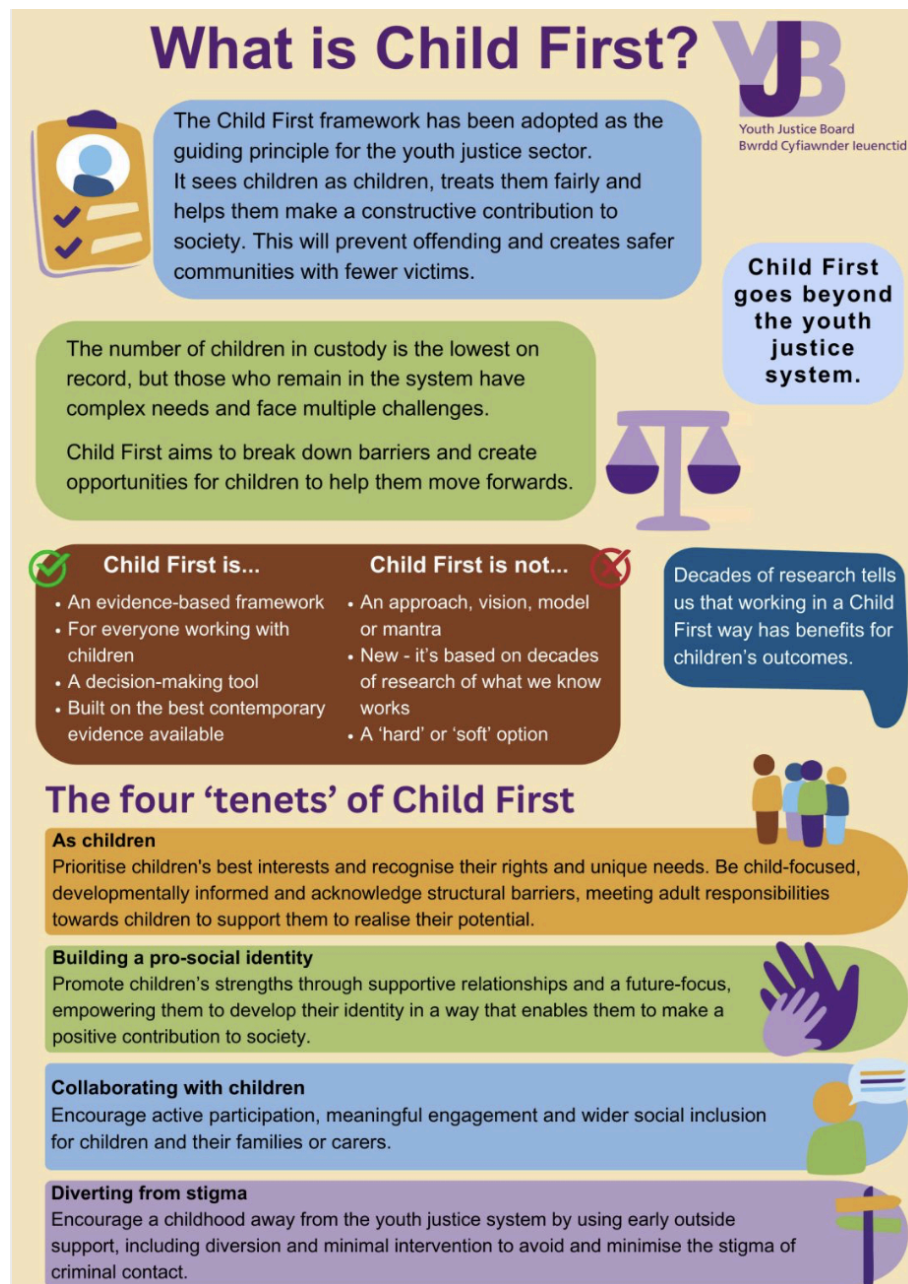 What is Child First?
YJB
Youth Justice Board
Bwrdd Cyfiawnder Ieuenctid
The Child First framework has been adopted as the
guiding principle for the youth justice sector.
It sees children as children, treats them fairly and
helps them make a constructive contribution to
society. This will prevent offending and creates safer
communities with fewer victims.
Child First
goes beyond
the youth
justice
system.
The number of children in custody is the lowest on
record, but those who remain in the system have
complex needs and face multiple challenges.
Child First aims to break down barriers and create
opportunities for children to help them move forwards.
Child First is...
• An evidence-based framework
• For everyone working with
children
• A decision-making tool
• Built on the best contemporary
evidence available
Child First is not...
• An approach, vision, model
or mantra
• New - it's based on decades
of research of what we know
works
• A ‘hard’ or ‘soft’ option
Decades of research tells
us that working in a Child
First way has benefits for
children’s outcomes.
The four ‘tenets’ of Child First
As children
Prioritise children's best interests and recognise their rights and unique needs. Be child-focused,
developmentally informed and acknowledge structural barriers, meeting adult responsibilities
towards children to support them to realise their potential.
Building a pro-social identity
Promote children’s strengths through supportive relationships and a future-focus,
empowering them to develop their identity in a way that enables them to make a
positive contribution to society.
Collaborating with children
Encourage active participation, meaningful engagement and wider social inclusion
for children and their families or carers.
Diverting from stigma
Encourage a childhood away from the youth justice system by using early outside
support, including diversion and minimal intervention to avoid and minimise the stigma of
criminal contact.